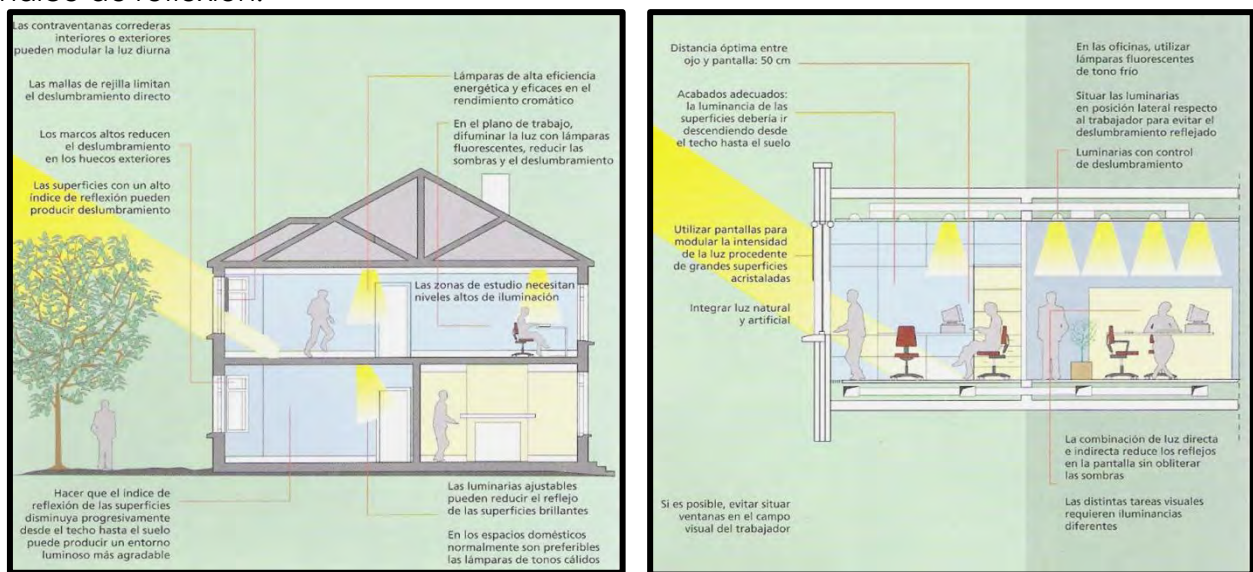 índice de reflexión.
Las contraventanas correderas
interiores o exteriores
pueden modular la luz diurna
Las mallas de rejilla limitan
el deslumbramiento directo
Los marcos altos reducen
el deslumbramiento
en los huecos exteriores
Las superficies con un alto
índice de reflexión pueden
producir deslumbramiento
Lámparas de alta eficiencia
energética y eficaces en el
rendimiento cromático
En el plano de trabajo,
difuminar la luz con lámparas
fluorescentes, reducir las
sombras y el deslumbramiento
Las zonas de estudio necesitan
niveles altos de iluminación
Hacer que el índice de
reflexión de las superficies
disminuya progresivamente
desde el techo hasta el suelo
puede producir un entorno
luminoso más agradable
Las luminarias ajustables
pueden reducir el reflejo
de las superficies brillantes
En los espacios domésticos
normalmente son preferibles
las lámparas de tonos cálidos
Distancia óptima entre
ojo y pantalla: 50 cm
Acabados adecuados:
la luminancia de las
superficies debería ir
descendiendo desde
el techo hasta el suelo
Utilizar pantallas para
modular la intensidad
de la luz procedente
de grandes superficies
acristaladas
Integrar luz natural
y artificial
Si es posible, evitar situar
ventanas en el campo
visual del trabajador
En las oficinas, utilizar
lámparas fluorescentes
de tono frío
Situar las luminarias
en posición lateral respecto
al trabajador para evitar el
deslumbramiento reflejado
Luminarias con control
de deslumbramiento
La combinación de luz directa
e indirecta reduce los reflejos
en la pantalla sin obliterar
las sombras
Las distintas tareas visuales
requieren iluminancias
diferentes